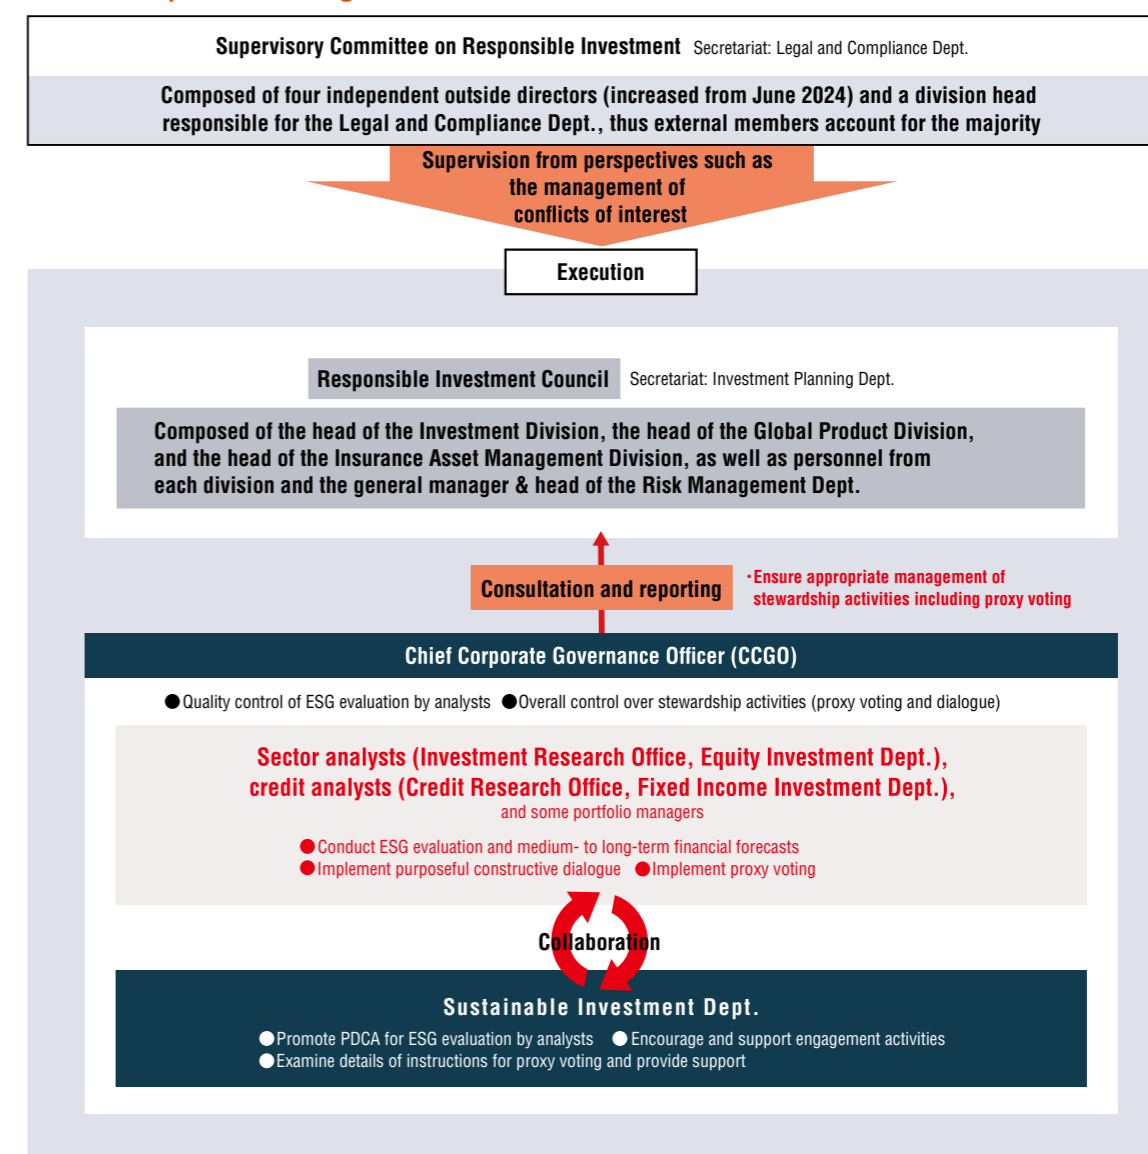 Supervisory Committee on Responsible Investment Secretariat: Legal and Compliance Dept.
Composed of four independent outside directors (increased from June 2024) and a division head
responsible for the Legal and Compliance Dept., thus external members account for the majority
Supervision from perspectives such as
the management of
conflicts of interest
Execution
Responsible Investment Council Secretariat: Investment Planning Dept.
Composed of the head of the Investment Division, the head of the Global Product Division,
and the head of the Insurance Asset Management Division, as well as personnel from
each division and the general manager & head of the Risk Management Dept.
Consultation and reporting
・Ensure appropriate management of
stewardship activities including proxy voting
Chief Corporate Governance Officer (CCGO)
●Quality control of ESG evaluation by analysts ●Overall control over stewardship activities (proxy voting and dialogue)
Sector analysts (Investment Research Office, Equity Investment Dept.),
credit analysts (Credit Research Office, Fixed Income Investment Dept.),
and some portfolio managers
●Conduct ESG evaluation and medium- to long-term financial forecasts
●Implement purposeful constructive dialogue ●Implement proxy voting
Collaboration
Sustainable Investment Dept.
●Promote PDCA for ESG evaluation by analysts ●Encourage and support engagement activities
●Examine details of instructions for proxy voting and provide support